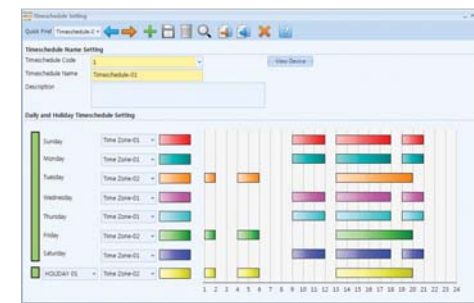 Timeschedule Setting
Quick Find Timeschedule-0
Timeschedule Name Setting
Timeschedule Code 1 View Device
Timeschedule Name Timeschedule-01
Description
Daily and Holiday Timeschedule Setting
Sunday Time Zone-01
Monday Time Zone-01
Tuesday Time Zone-02
Wednesday Time Zone-01
Thursday Time Zone-01
Friday Time Zone-02
Saturday Time Zone-01
HOLIDAY 01 Time Zone-02
1 2 3 4 5 6 7 8 9 10 11 12 13 14 15 16 17 18 19 20 21 22 23 24